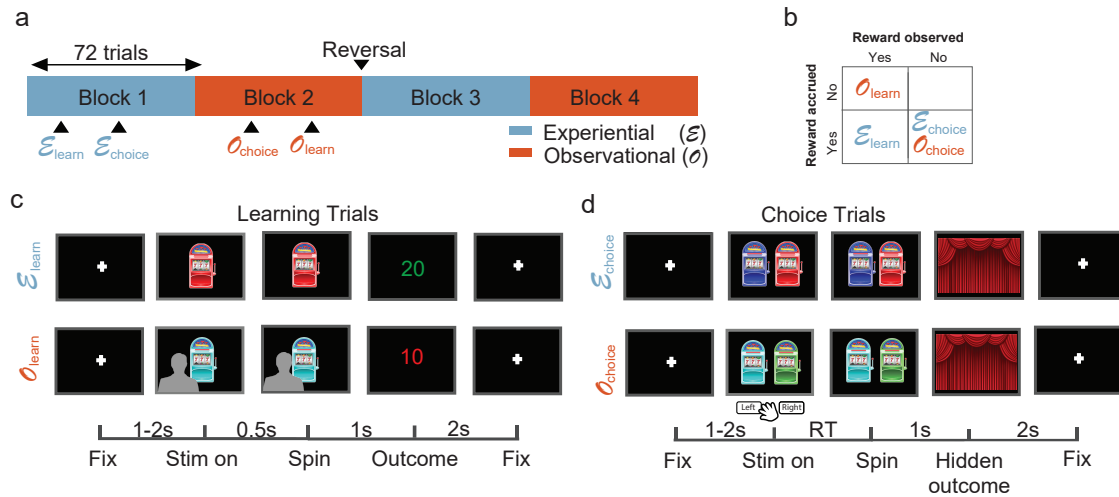 a
72 trials
Reversal
Block 1
Block 2
Block 3
Block 4
ℰlearn
ℰchoice
𝒪choice
𝒪learn
Experiential (ℰ)
Observational (𝒪)
b
Reward observed
Yes No
Reward accrued
No
Yes
𝒪learn
ℰlearn
ℰchoice
𝒪choice
c
Learning Trials
ℰlearn
20
𝒪learn
10
1-2s 0.5s 1s 2s
Fix Stim on Spin Outcome Fix
d
Choice Trials
ℰchoice
𝒪choice
Left Right
1-2s RT 1s 2s
Fix Stim on Spin Hidden Fix
outcome